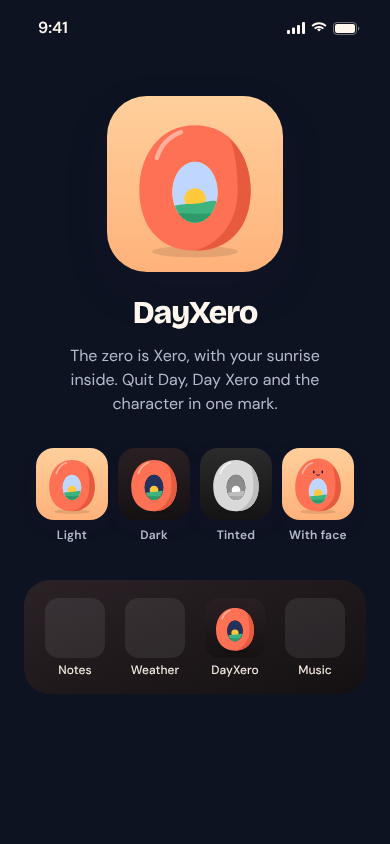 9:41
DayXero
The zero is Xero, with your sunrise
inside. Quit Day, Day Xero and the
character in one mark.
Light
Dark
Tinted
With face
Notes
Weather
DayXero
Music